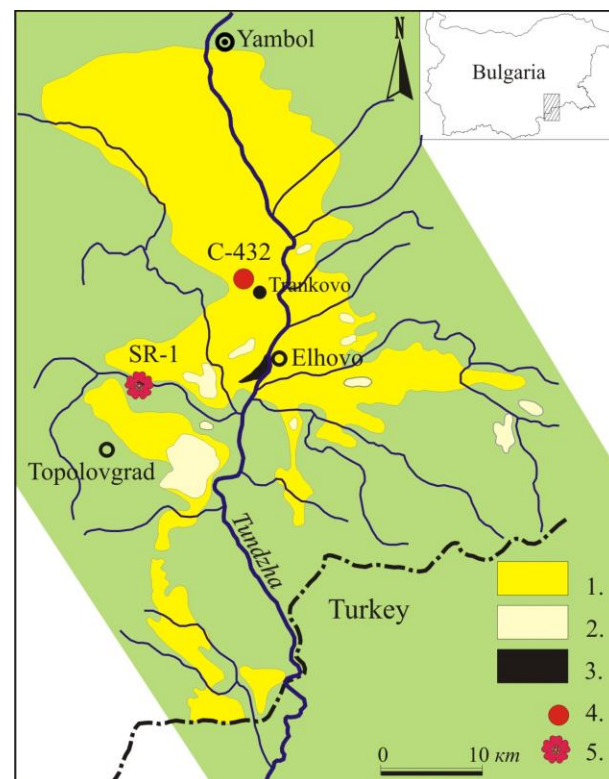 Yambol
N
Bulgaria
C-432
Trankovo
SR-1
Elhovo
Topolovgrad
Tundzha
Turkey
1.
2.
3.
4.
5.
0 10 km